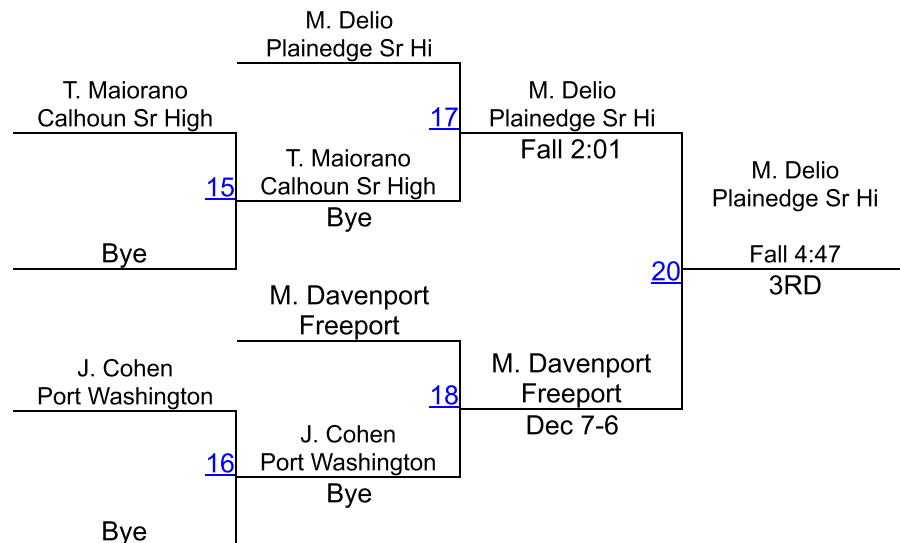 M. Delio
Plainedge Sr Hi
T. Maiorano
Calhoun Sr High
17
M. Delio
Plainedge Sr Hi
Fall 2:01
15
T. Maiorano
Calhoun Sr High
Bye
M. Delio
Plainedge Sr Hi
Bye
Fall 4:47
20
3RD
M. Davenport
Freeport
J. Cohen
Port Washington
18
M. Davenport
Freeport
Dec 7-6
16
J. Cohen
Port Washington
Bye
Bye